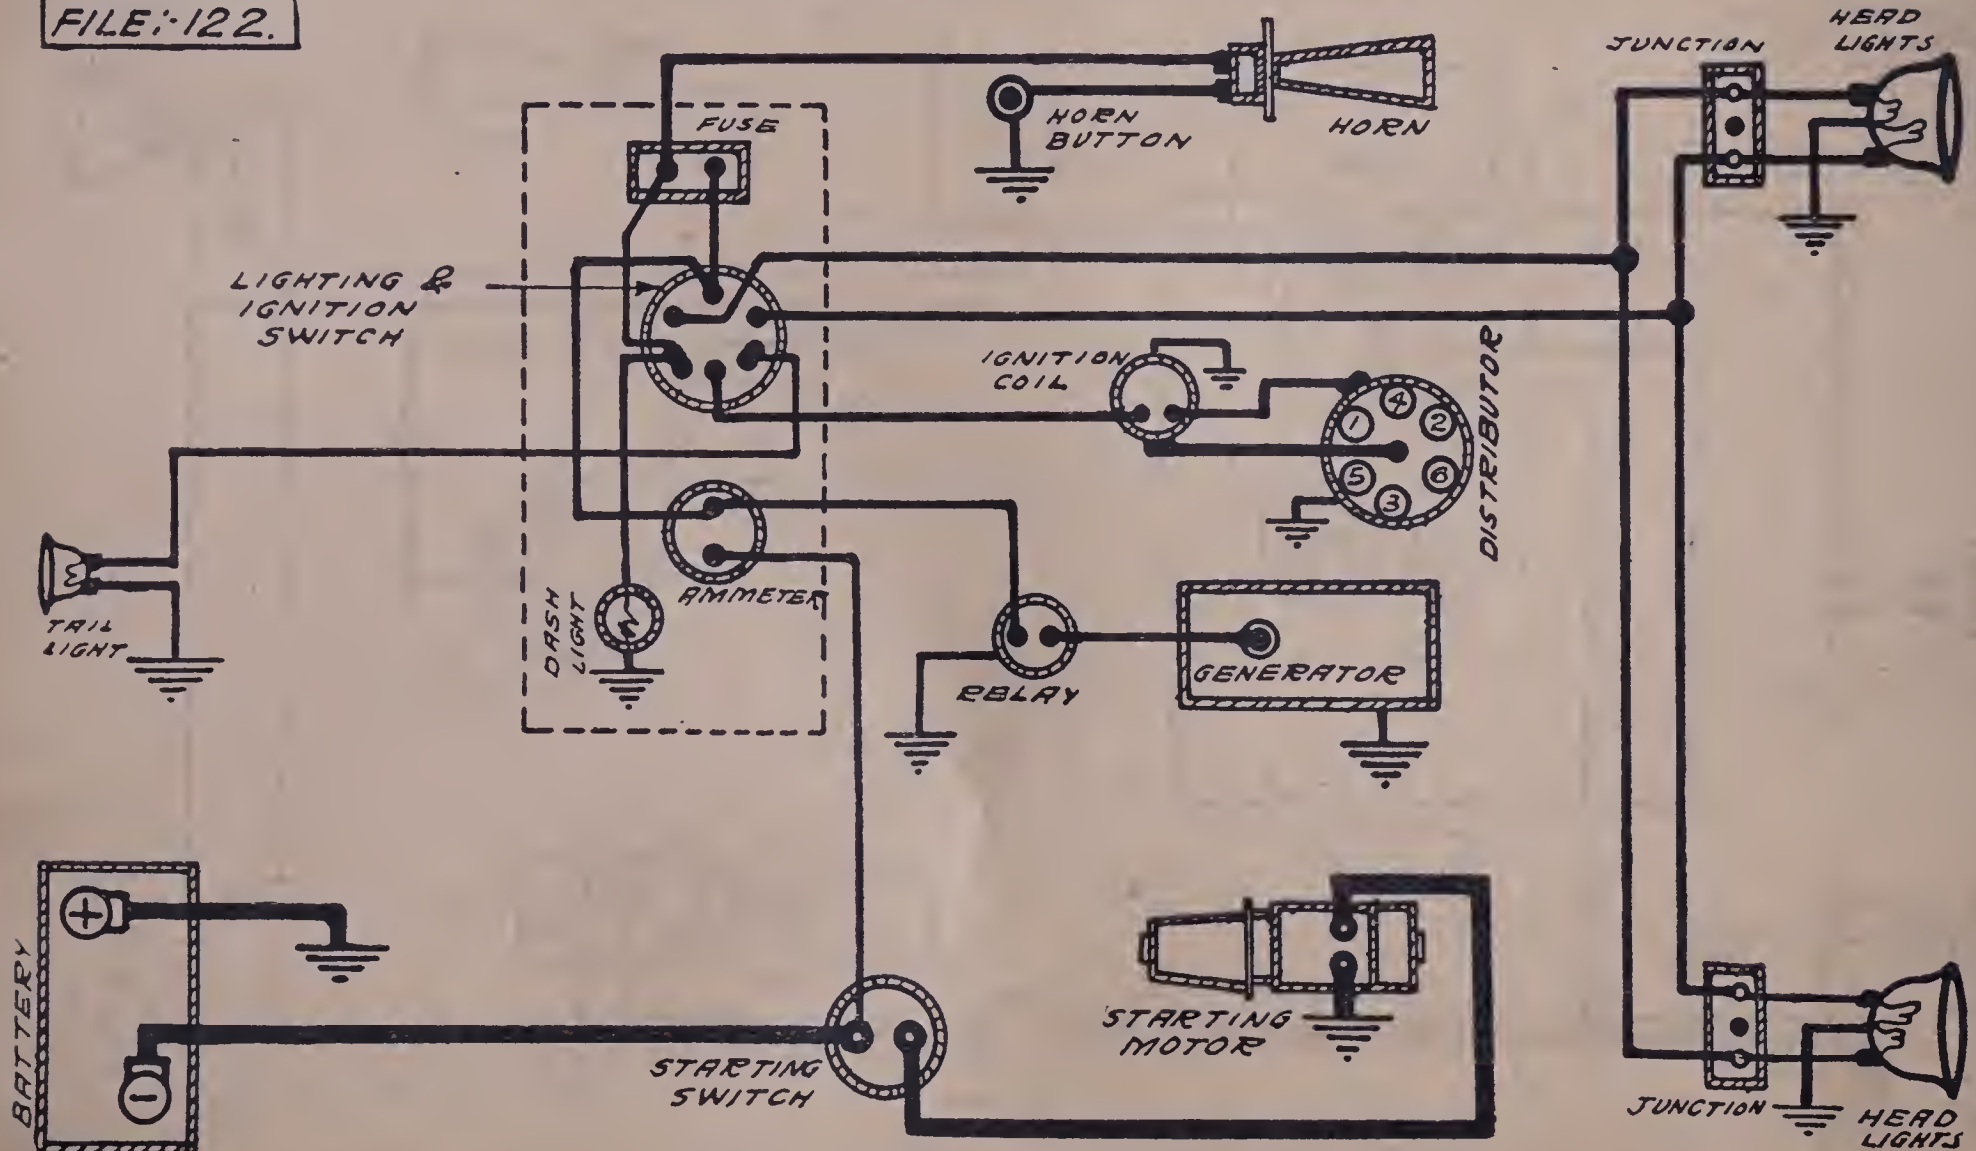 FILE:-122.
HEAD
LIGHTS
JUNCTION
HORN
BUTTON
HORN
FUSE
LIGHTING &
IGNITION
SWITCH
IGNITION
COIL
DISTRIBUTOR
1
4
2
5
6
3
TAIL
LIGHT
DASH
LIGHT
AMMETER
RELAY
GENERATOR
BATTERY
+
-
STARTING
SWITCH
STARTING
MOTOR
JUNCTION
HEAD
LIGHTS